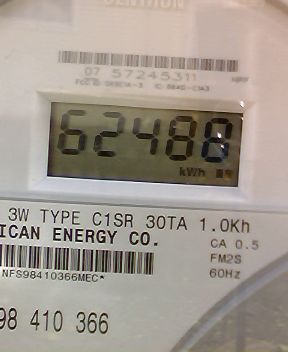 CENTRON
07 57245311
62488
kWh
3W TYPE C1SR 30TA 1.0Kh
ICAN ENERGY CO.
CA 0.5
FM2S
60Hz
NFS98410366MEC*
98 410 366